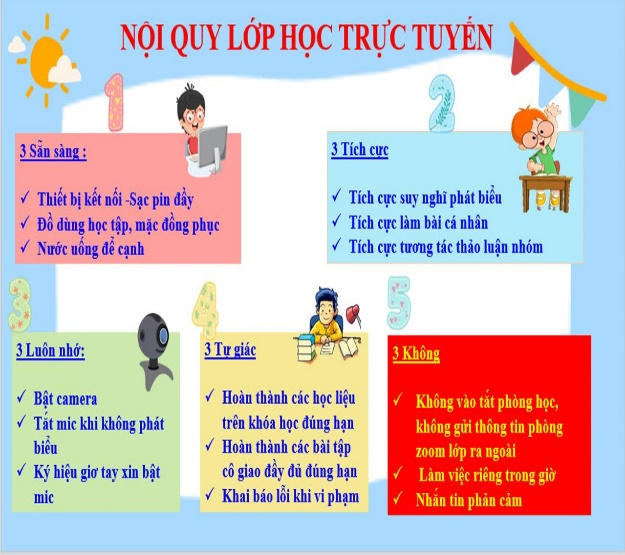 NỘI QUY LỚP HỌC TRỰC TUYẾN
1
3 Sẵn sàng :
✓ Thiết bị kết nối -Sạc pin đầy
✓ Đồ dùng học tập, mặc đồng phục
✓ Nước uống để cạnh
2
3 Tích cực
✓ Tích cực suy nghĩ phát biểu
✓ Tích cực làm bài cá nhân
✓ Tích cực tương tác thảo luận nhóm
3
3 Luôn nhớ:
✓ Bật camera
✓ Tắt mic khi không phát
biểu
✓ Ký hiệu giơ tay xin bật
mic
4
3 Tự giác
✓ Hoàn thành các học liệu
trên khóa học đúng hạn
✓ Hoàn thành các bài tập
cô giao đầy đủ đúng hạn
✓ Khai báo lỗi khi vi phạm
5
3 Không
✓ Không vào tắt phòng học,
không gửi thông tin phòng
zoom lớp ra ngoài
✓ Làm việc riêng trong giờ
✓ Nhắn tin phản cảm